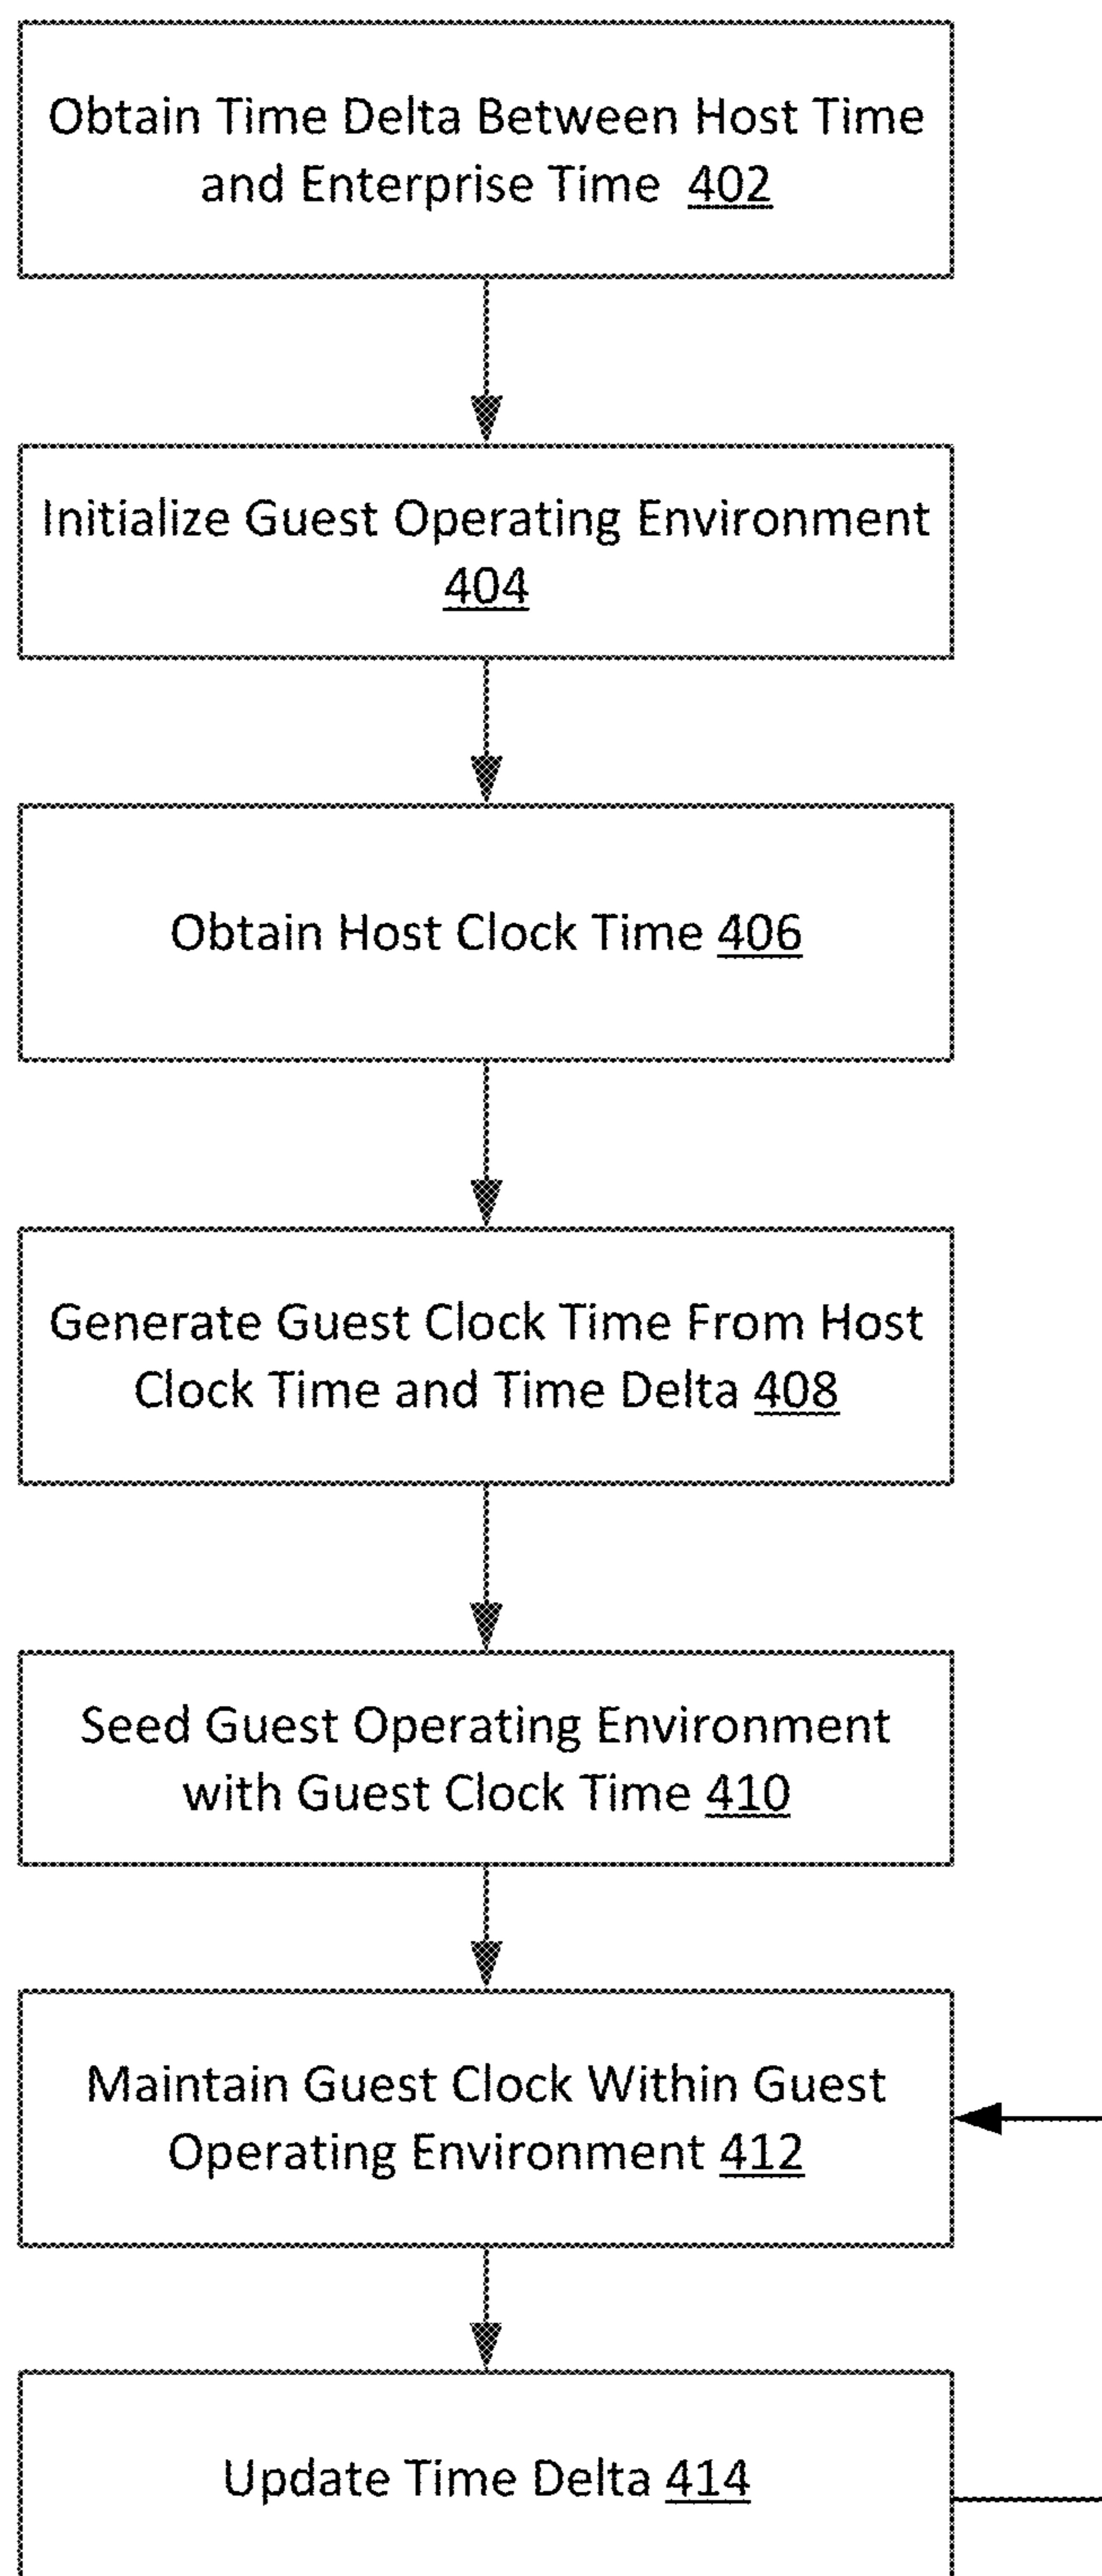 Obtain Time Delta Between Host Time
and Enterprise Time 402
Initialize Guest Operating Environment
404
Obtain Host Clock Time 406
Generate Guest Clock Time From Host
Clock Time and Time Delta 408
Seed Guest Operating Environment
with Guest Clock Time 410
Maintain Guest Clock Within Guest
Operating Environment 412
Update Time Delta 414